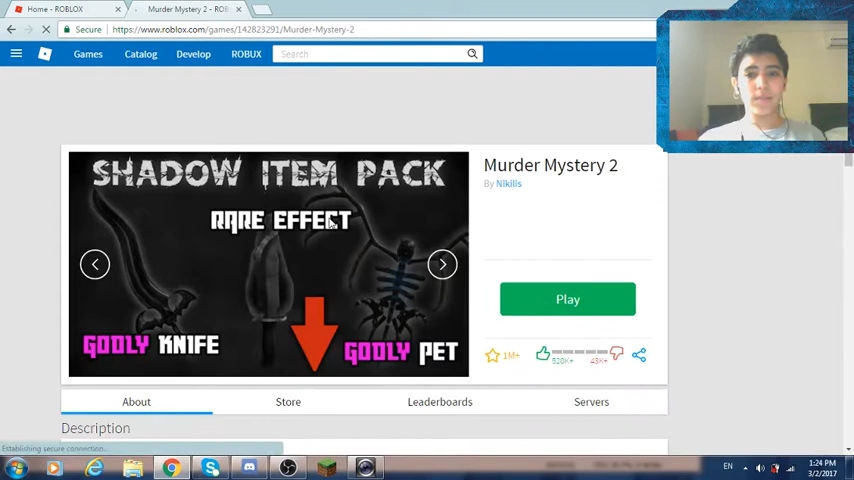 Home - ROBLOX
Murder Mystery 2 - ROB
Secure
https://www.roblox.com/games/142823291/Murder-Mystery-2
Games
Catalog
Develop
ROBUX
Search
SHADOW ITEM PACK
RARE EFFECT
GODLY KNIFE
GODLY PET
Murder Mystery 2
By Nikilis
Play
1M+
520K+
43K+
About
Store
Leaderboards
Servers
Description
Establishing secure connection...
EN
1:24 PM
3/2/2017